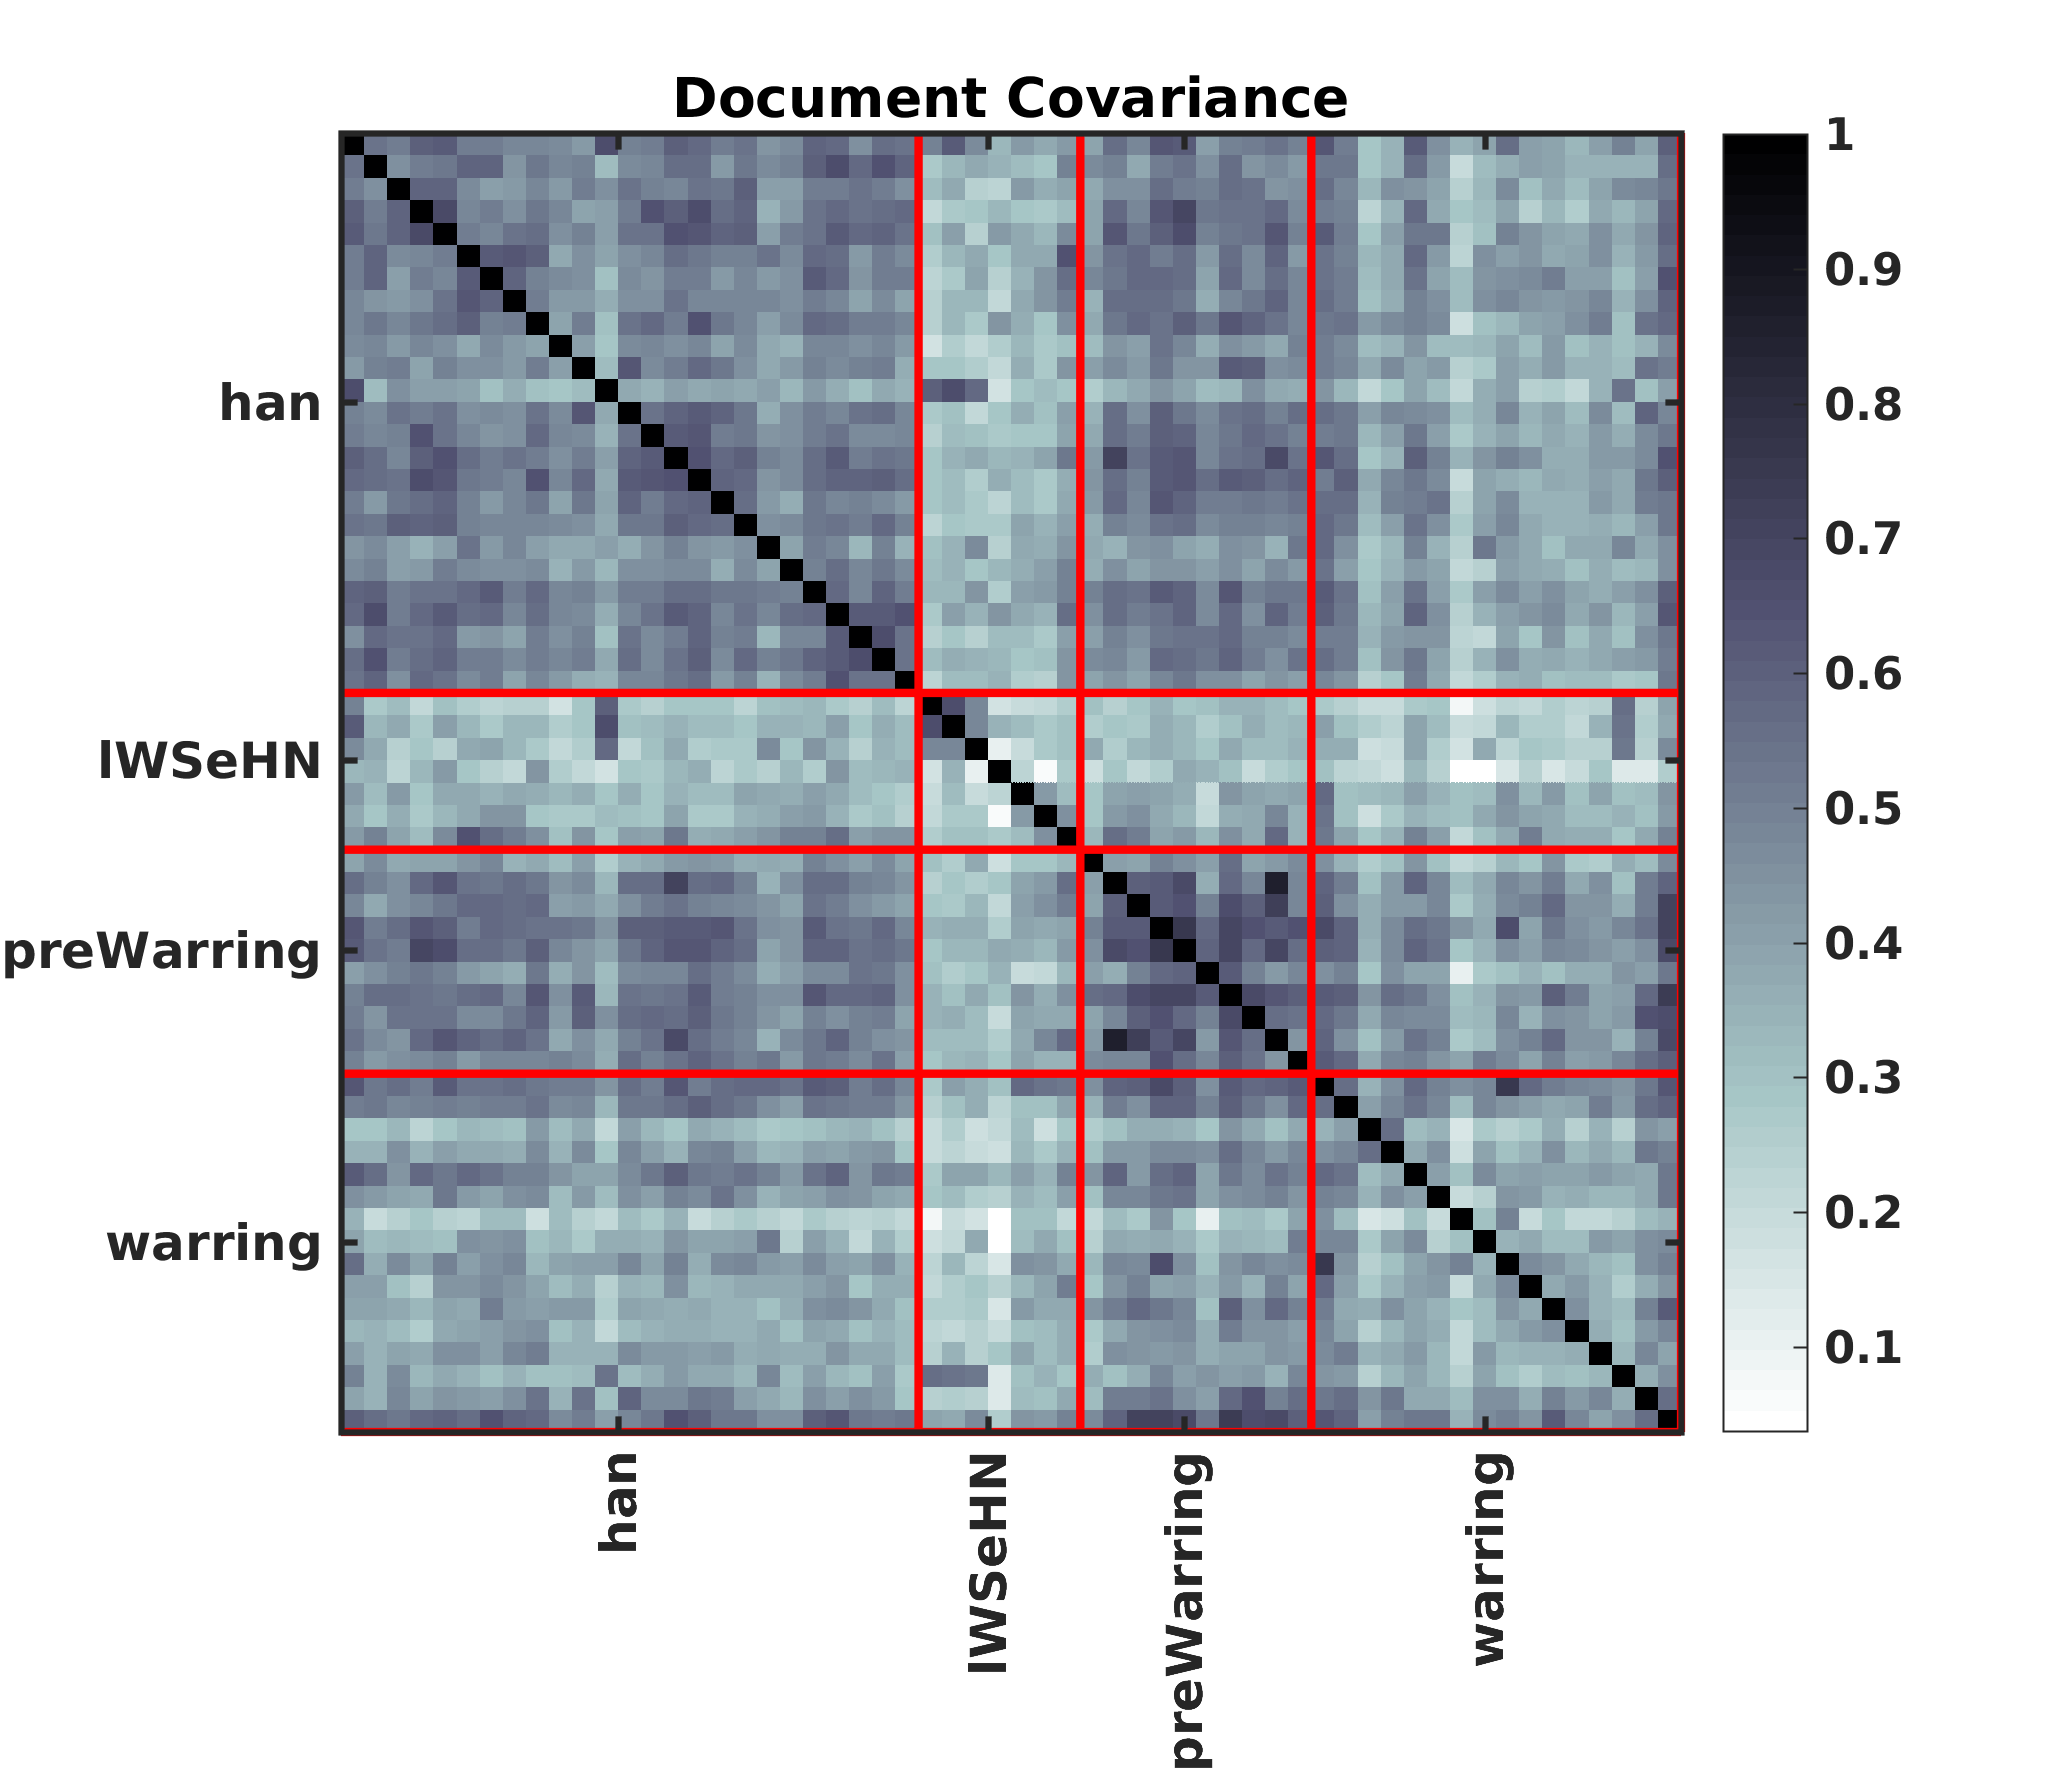 Document Covariance
han
lWSeHN
preWarring
warring
1
0.9
0.8
0.7
0.6
0.5
0.4
0.3
0.2
0.1
han
lWSeHN
preWarring
warring